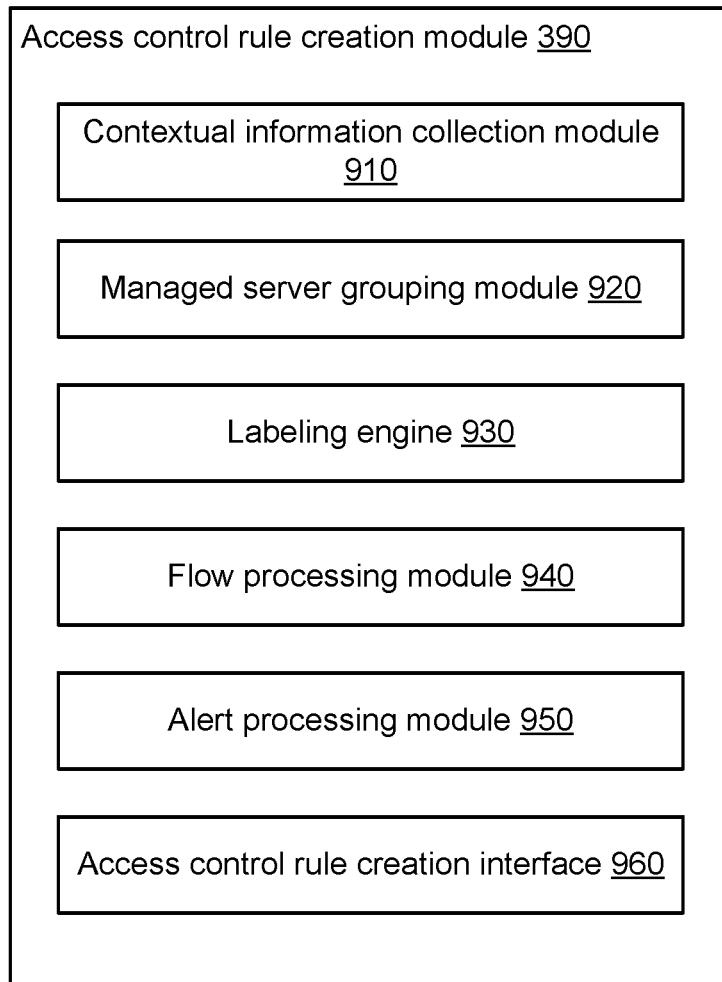 Access control rule creation module 390
Contextual information collection module
910
Managed server grouping module 920
Labeling engine 930
Flow processing module 940
Alert processing module 950
Access control rule creation interface 960